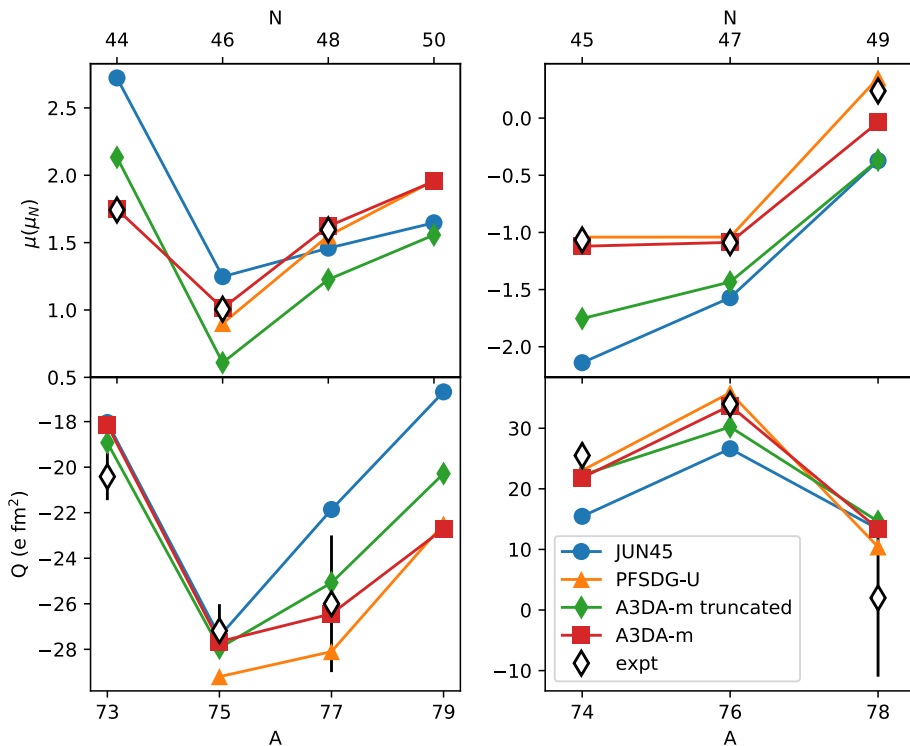 N
N
44 46 48 50
45 47 49
μ(μ_N)
2.5
2.0
1.5
1.0
0.5
0.0
−0.5
−1.0
−1.5
−2.0
Q (e fm²)
−18
−20
−22
−24
−26
−28
30
20
10
0
−10
JUN45
PFSDG-U
A3DA-m truncated
A3DA-m
expt
73 75 77 79
74 76 78
A
A